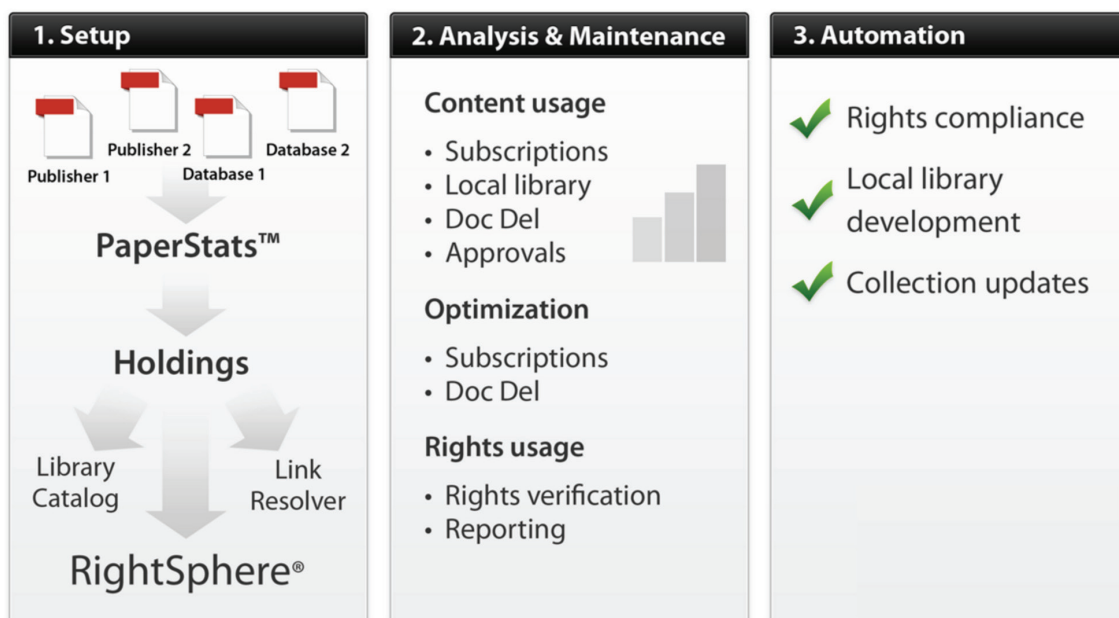 1. Setup
Publisher 1
Publisher 2
Database 1
Database 2
PaperStats™
Holdings
Library
Catalog
Link
Resolver
RightSphere®
2. Analysis & Maintenance
Content usage
• Subscriptions
• Local library
• Doc Del
• Approvals
Optimization
• Subscriptions
• Doc Del
Rights usage
• Rights verification
• Reporting
3. Automation
Rights compliance
Local library
development
Collection updates